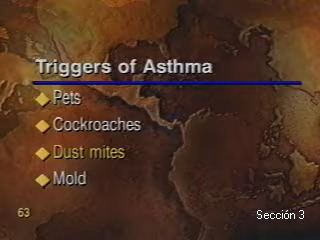 Triggers of Asthma
Pets
Cockroaches
Dust mites
Mold
63
Sección 3